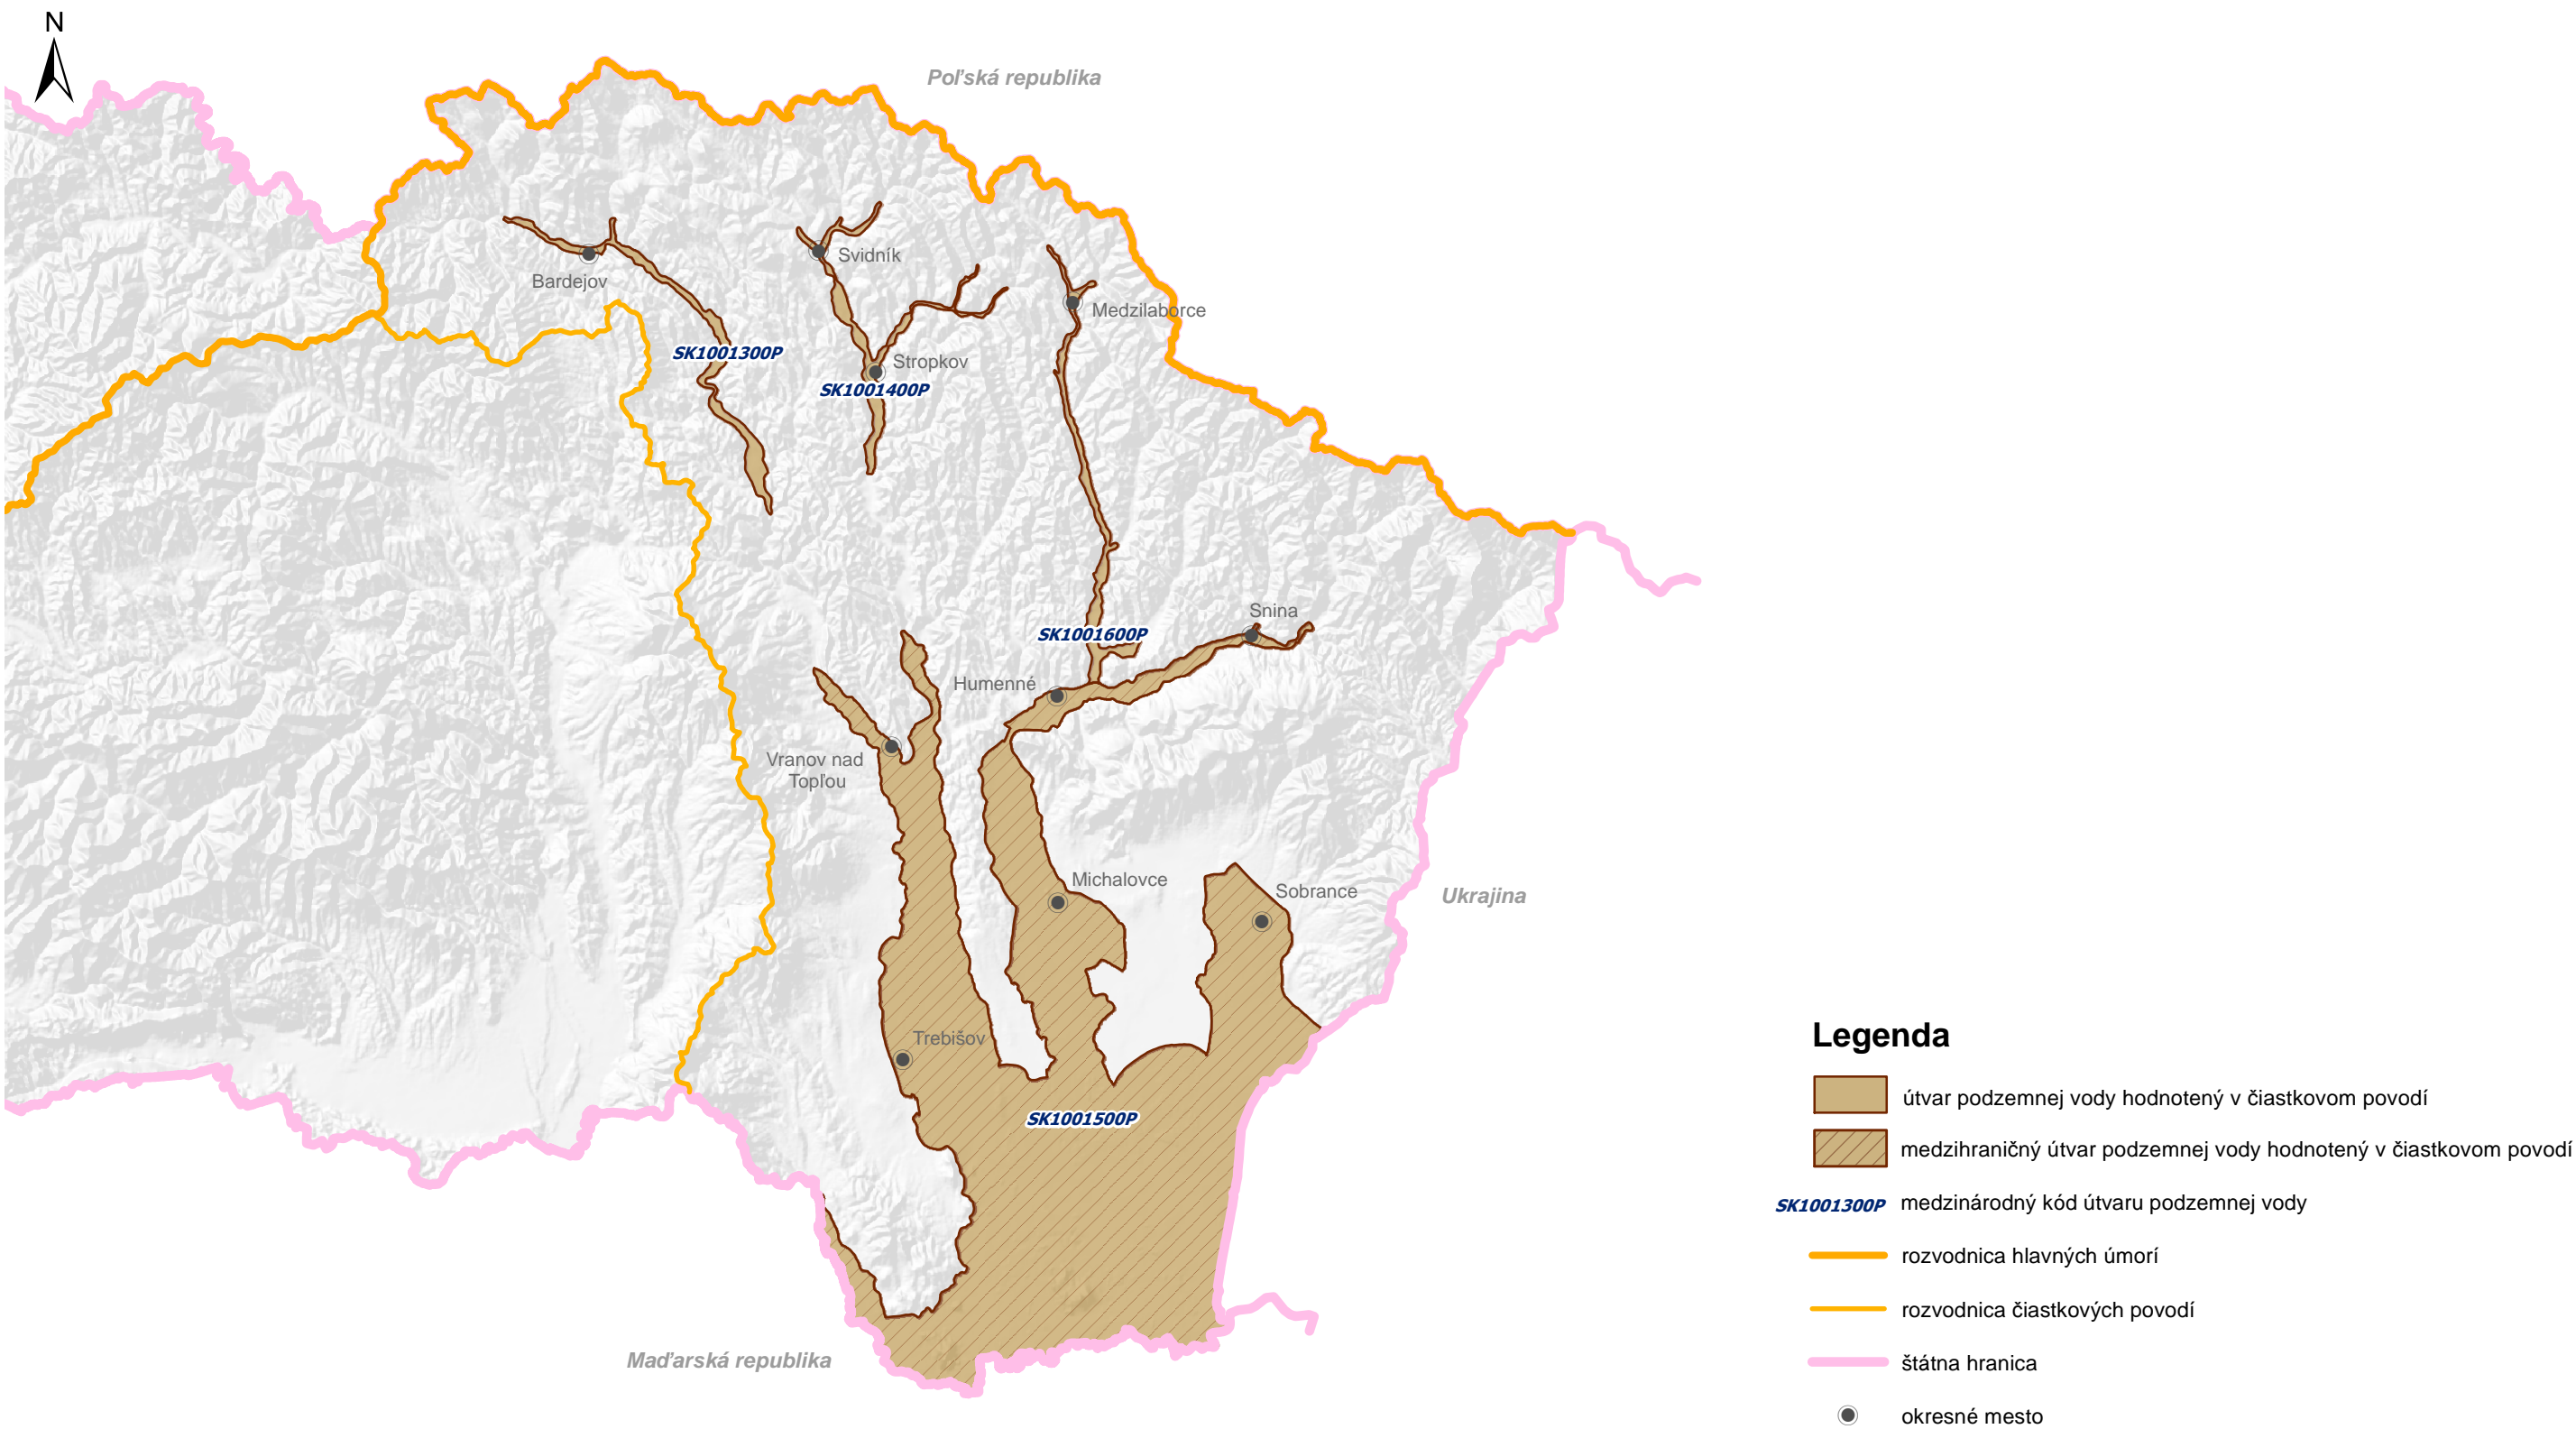 N
Poľská republika
Svidník
Bardejov
Medzilaborce
SK1001300P
Stropkov
SK1001400P
Snina
SK1001600P
Humenné
Vranov nad
Topľou
Michalovce
Sobrance
Ukrajina
Trebišov
SK1001500P
Maďarská republika
Legenda
útvar podzemnej vody hodnotený v čiastkovom povodí
medzihraničný útvar podzemnej vody hodnotený v čiastkovom povodí
SK1001300P medzinárodný kód útvaru podzemnej vody
rozvodnica hlavných úmorí
rozvodnica čiastkových povodí
štátna hranica
okresné mesto